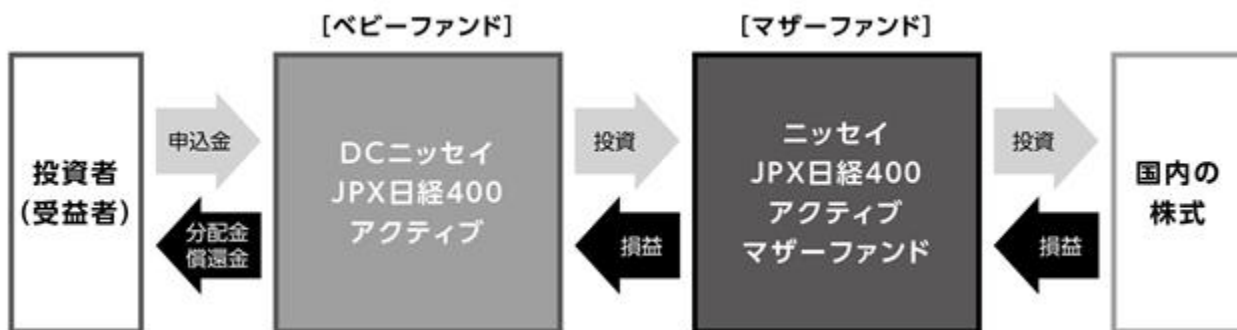 [ベビーファンド]
[マザーファンド]
投資者
(受益者)
申込金
分配金
償還金
DCニッセイ
JPX日経400
アクティブ
投資
損益
ニッセイ
JPX日経400
アクティブ
マザーファンド
投資
損益
国内の
株式